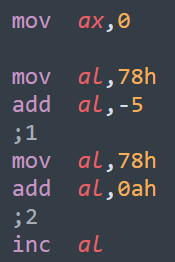 mov  ax,0
mov  al,78h
add  al,-5
;1
mov  al,78h
add  al,0ah
;2
inc  al